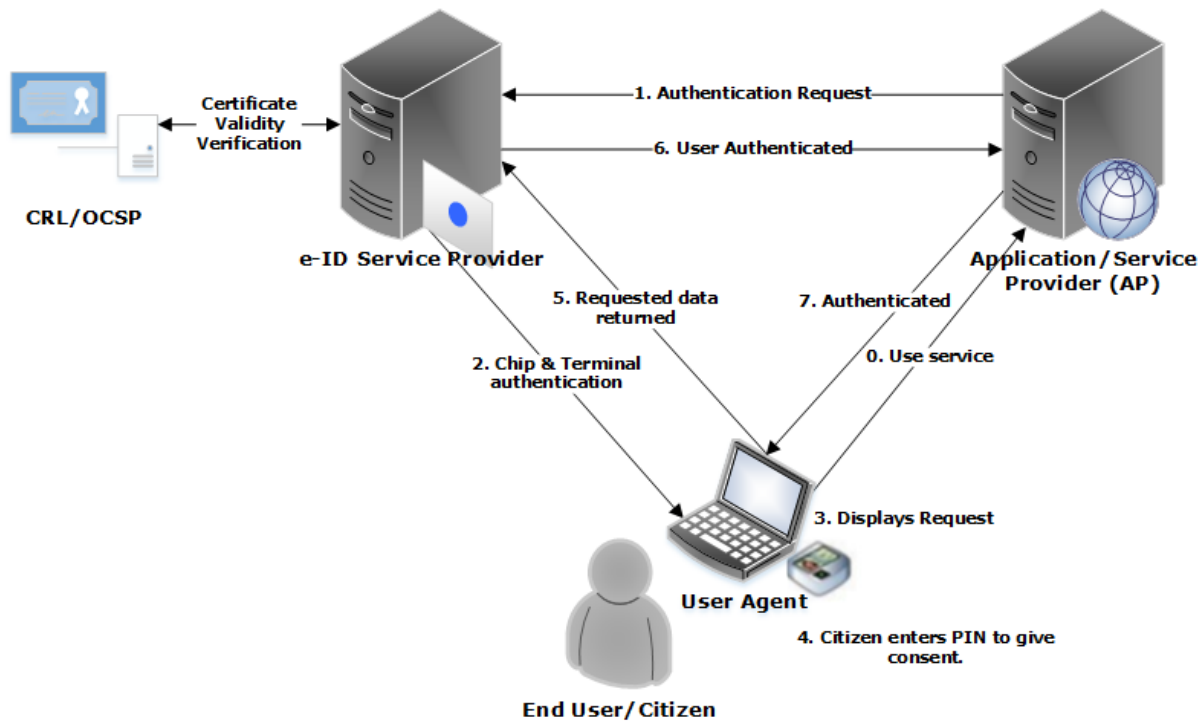 1. Authentication Request
Certificate
Validity
Verification
6. User Authenticated
CRL/OCSP
e-ID Service Provider
Application/Service
Provider (AP)
5. Requested data
returned
7. Authenticated
0. Use service
2. Chip & Terminal
authentication
3. Displays Request
User Agent
4. Citizen enters PIN to give
consent.
End User/Citizen